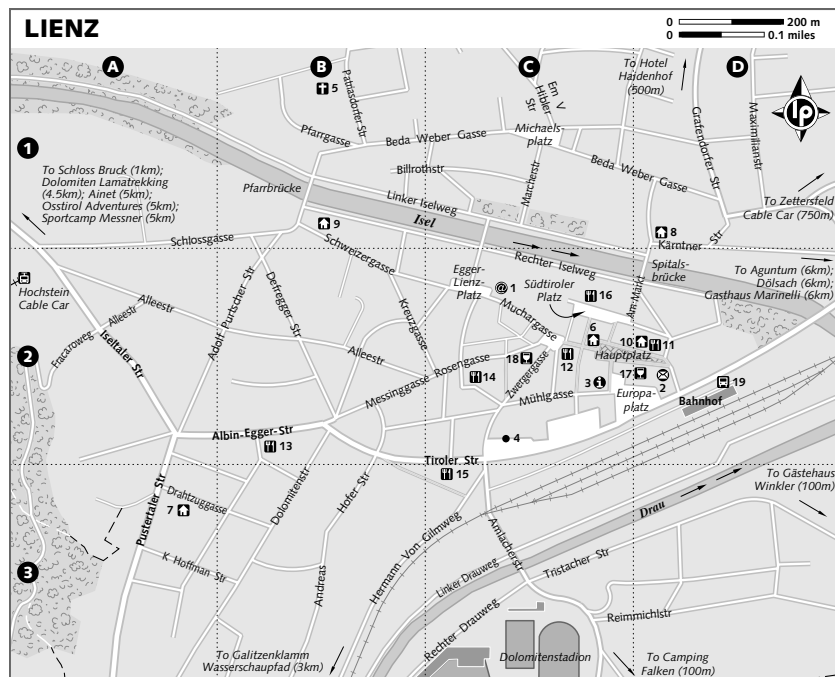 LIENZ
0 200 m
0 0.1 miles
A
B
C
D
1
2
3
lp
To Hotel
Haidenhof
(500m)
5
Patriasdorfer Str
Pfarrgasse
Em V
Hibler
Str
Michaels-
platz
Beda Weber Gasse
Beda Weber Gasse
Grafendorfer Str
Maximilianstr
Billrothstr
Marcherstr
To Schloss Bruck (1km);
Dolomiten Lamatrekking
(4.5km); Ainet (5km);
Osstirol Adventures (5km);
Sportcamp Messner (5km)
Pfarrbrücke
Linker Iselweg
Isel
To Zettersfeld
Cable Car (750m)
9
8
Schlossgasse
Schweizergasse
Kärntner Str
Rechter Iselweg
Spitals-
brücke
Hochstein
Cable Car
Egger-
Lienz-
Platz
1
Südtiroler
Platz
16
Am Markt
To Aguntum (6km);
Dölsach (6km);
Gasthaus Marinelli (6km)
Adolf Purtscher Str
Defregger Str
Kreuzgasse
Muchargasse
Alleestr
Alleestr
Alleestr
Fracaroweg
Iseltaler Str
6
10
11
Hauptplatz
Messinggasse
Rosengasse
18
12
14
Zwergergasse
Mühlgasse
3
17
2
19
Europa-
platz
Bahnhof
Albin-Egger-Str
13
4
Tiroler Str
15
Drahtzuggasse
7
Pustertaler Str
Dolomitenstr
Hofer Str
Andreas
K Hoffman Str
Hermann Von Gilmweg
Amlacherstr
Drau
To Gästehaus
Winkler (100m)
Linker Drauweg
Tristacher Str
Rechter Drauweg
Reimmichlstr
To Galitzenklamm
Wasserschaupfad (3km)
Dolomitenstadion
To Camping
Falken (100m)